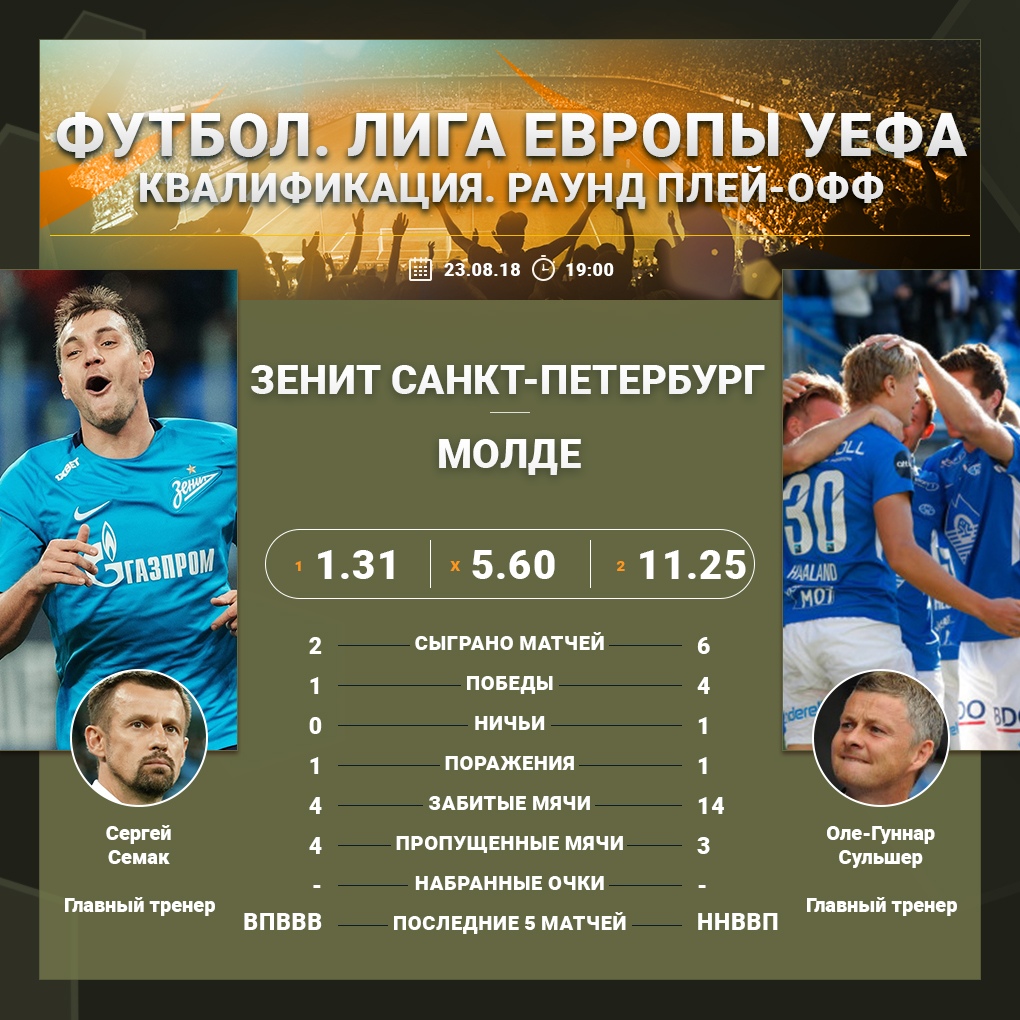 ФУТБОЛ. ЛИГА ЕВРОПЫ УЕФА
КВАЛИФИКАЦИЯ. РАУНД ПЛЕЙ-ОФФ
23.08.18 19:00
ЗЕНИТ САНКТ-ПЕТЕРБУРГ
МОЛДЕ
1 1.31 X 5.60 2 11.25
2 СЫГРАНО МАТЧЕЙ 6
1 ПОБЕДЫ 4
0 НИЧЬИ 1
1 ПОРАЖЕНИЯ 1
4 ЗАБИТЫЕ МЯЧИ 14
4 ПРОПУЩЕННЫЕ МЯЧИ 3
- НАБРАННЫЕ ОЧКИ -
ВПВВВ ПОСЛЕДНИЕ 5 МАТЧЕЙ ННВВП
1XBET
Зенит
ГАЗПРОМ
Сергей
Семак
Главный тренер
30
HAALAND
MOT
Оле-Гуннар
Сульшер
Главный тренер